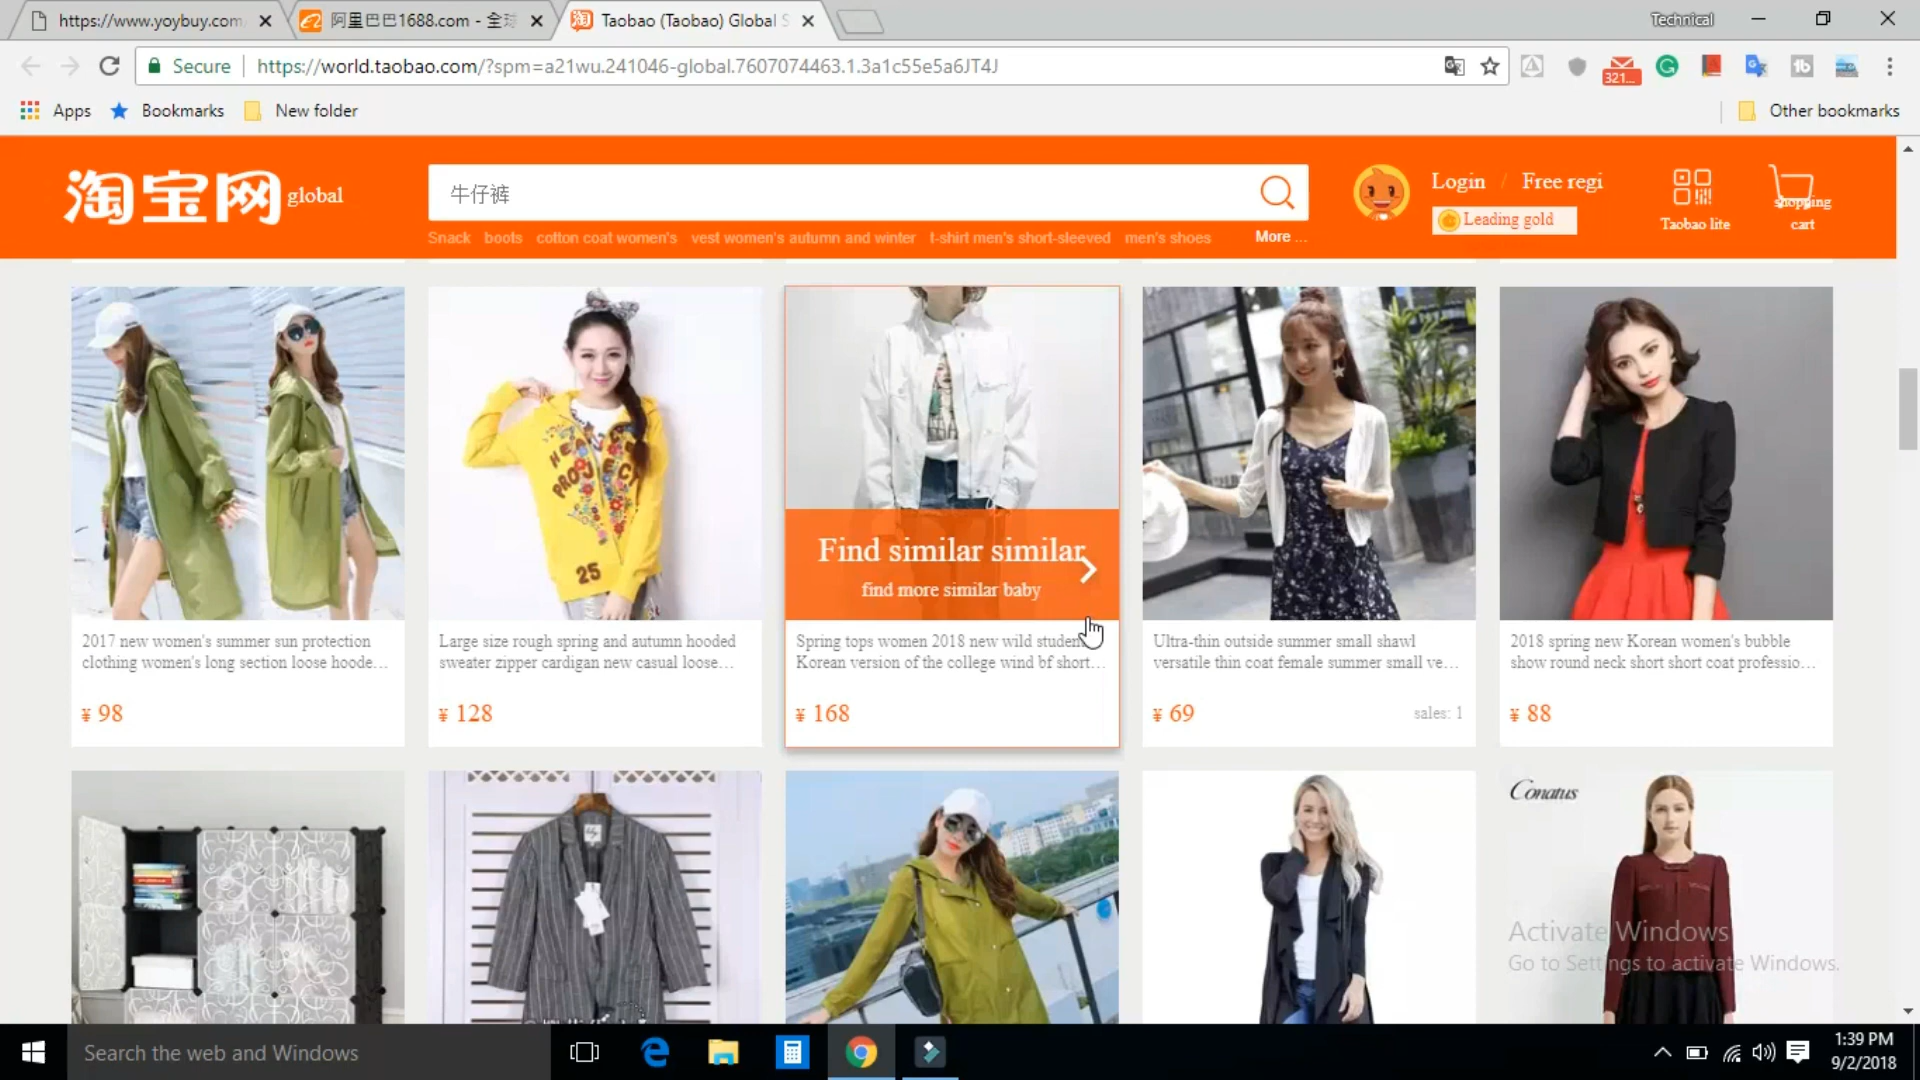 https://www.yoybuy.com
阿里巴巴1688.com - 全球
Taobao (Taobao) Global S
Technical
Secure
https://world.taobao.com/?spm=a21wu.241046-global.7607074463.1.3a1c55e5a6JT4J
321...
Apps
Bookmarks
New folder
Other bookmarks
淘宝网 global
牛仔裤
Login / Free regi
Leading gold
Taobao lite
shopping
cart
Snack boots cotton coat women's vest women's autumn and winter t-shirt men's short-sleeved men's shoes More ...
HEA
PROJECT
25
Find similar similar
find more similar baby
2017 new women's summer sun protection
clothing women's long section loose hoode...
¥ 98
Large size rough spring and autumn hooded
sweater zipper cardigan new casual loose...
¥ 128
Spring tops women 2018 new wild studen
Korean version of the college wind bf short...
¥ 168
Ultra-thin outside summer small shawl
versatile thin coat female summer small ve...
¥ 69
sales: 1
2018 spring new Korean women's bubble
show round neck short short coat professio...
¥ 88
Conatus
Activate Windows
Go to Settings to activate Windows.
Search the web and Windows
1:39 PM
9/2/2018